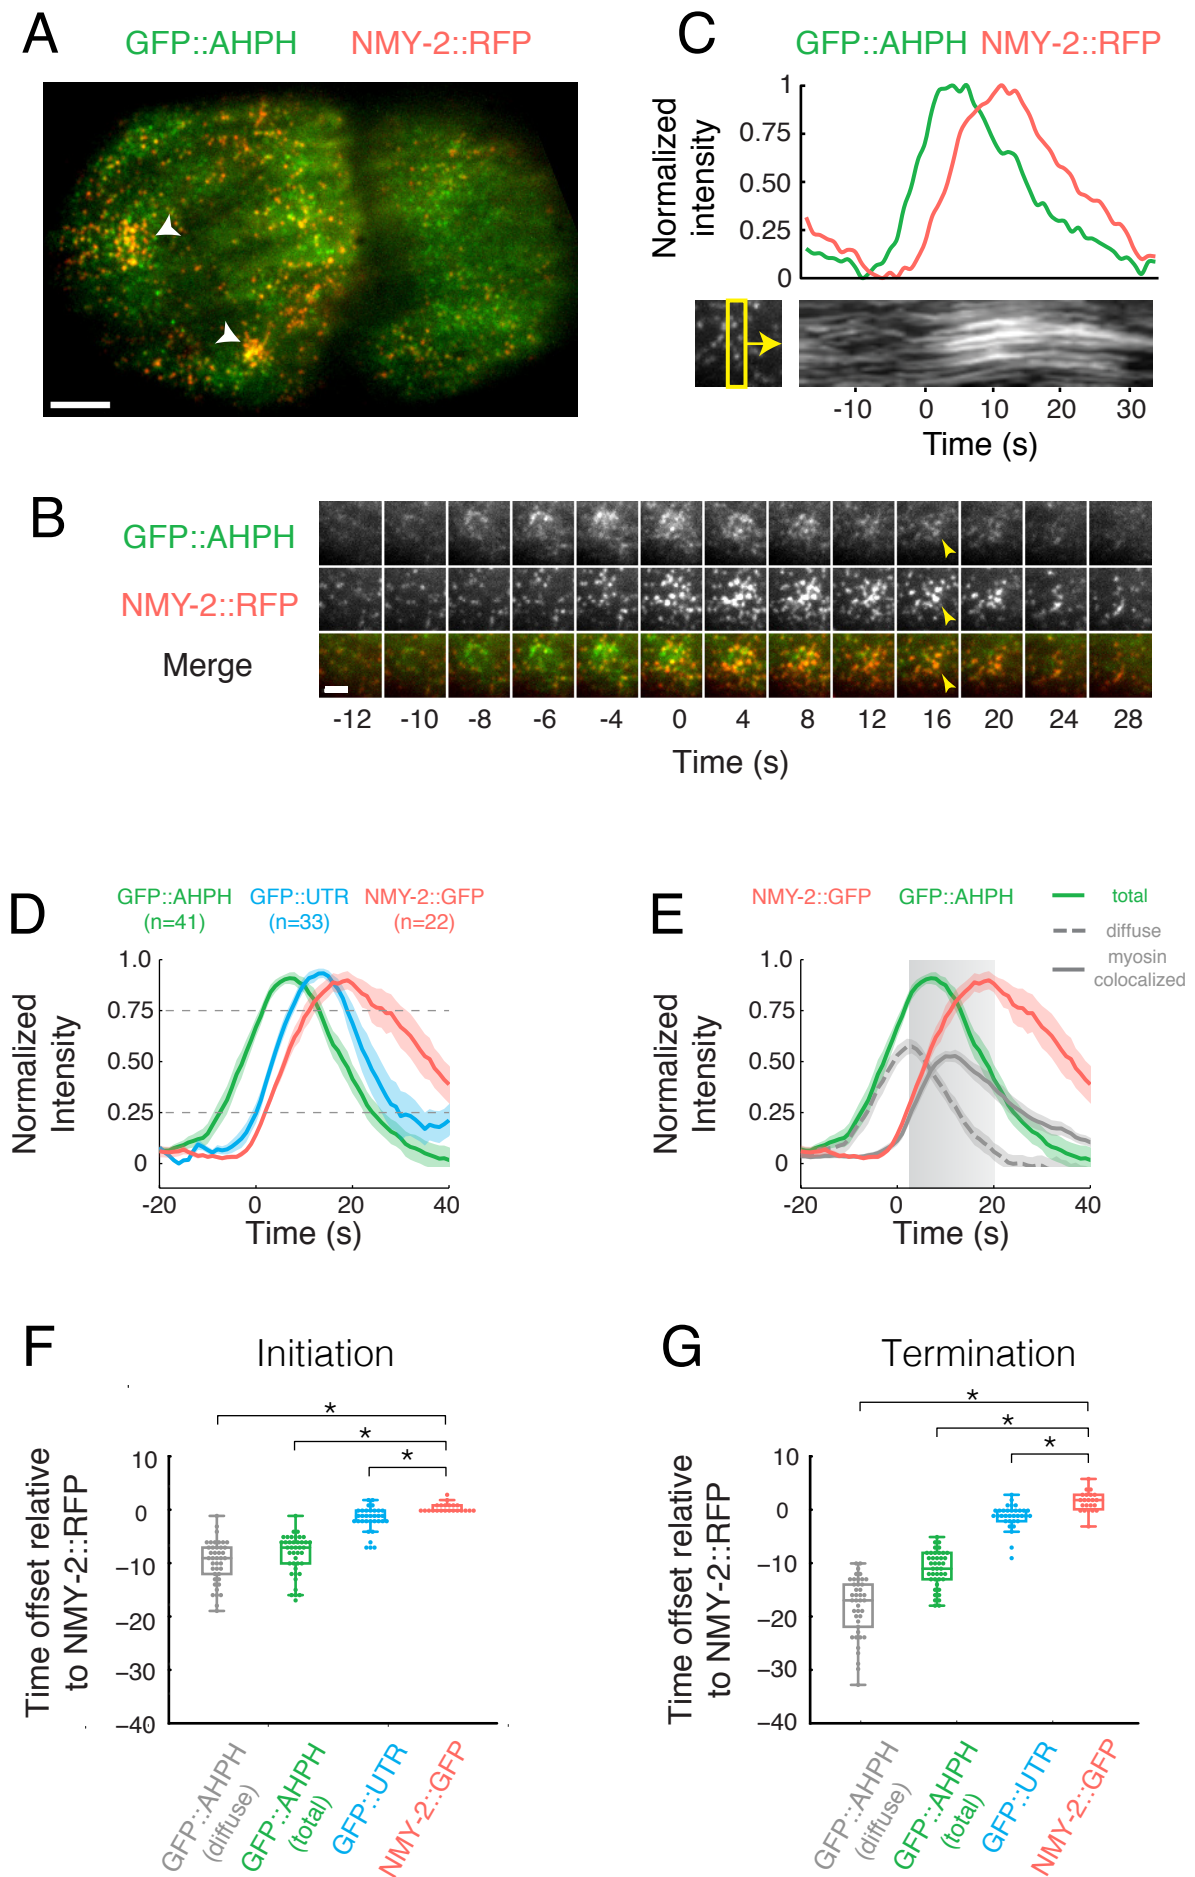 A
GFP::AHPH NMY-2::RFP
C
GFP::AHPH NMY-2::RFP
Normalized
intensity
1
0.75
0.50
0.25
0
-10 0 10 20 30
Time (s)
B
GFP::AHPH
NMY-2::RFP
Merge
-12 -10 -8 -6 -4 0 4 8 12 16 20 24 28
Time (s)
D
GFP::AHPH GFP::UTR NMY-2::GFP
(n=41) (n=33) (n=22)
Normalized
Intensity
1.0
0.75
0.50
0.25
0
-20 0 20 40
Time (s)
E
NMY-2::GFP GFP::AHPH
total
diffuse
myosin
colocalized
Normalized
Intensity
1.0
0.75
0.50
0.25
0
-20 0 20 40
Time (s)
F
Initiation
* 
*
*
Time offset relative
to NMY-2::RFP
10
0
−10
−20
−30
−40
GFP::AHPH
(diffuse)
GFP::AHPH
(total)
GFP::UTR
NMY-2::GFP
G
Termination
*
*
*
Time offset relative
to NMY-2::RFP
10
0
−10
−20
−30
−40
GFP::AHPH
(diffuse)
GFP::AHPH
(total)
GFP::UTR
NMY-2::GFP